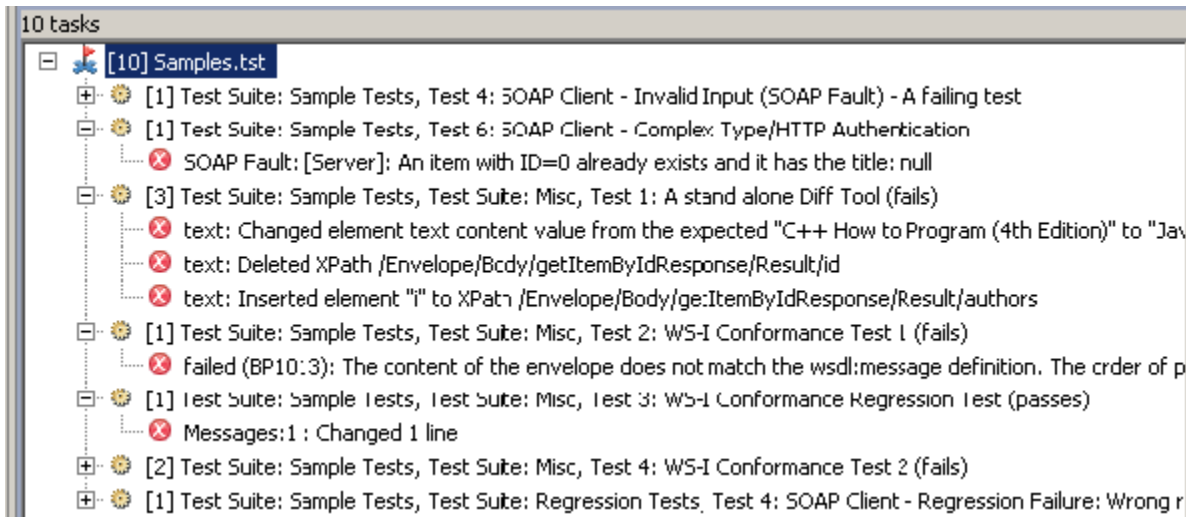 10 tasks
[10] Samples.tst
[1] Test Suite: Sample Tests, Test 4: SOAP Client - Invalid Input (SOAP Fault) - A failing test
[1] Test Suite: Sample Tests, Test 6: SOAP Client - Complex Type/HTTP Authentication
SOAP Fault: [Server]: An item with ID=0 already exists and it has the title: null
[3] Test Suite: Sample Tests, Test Suite: Misc, Test 1: A stand alone Diff Tool (fails)
text: Changed element text content value from the expected "C++ How to Program (4th Edition)" to "Jav
text: Deleted XPath /Envelope/Body/getItemByIdResponse/Result/id
text: Inserted element "i" to XPath /Envelope/Body/getItemByIdResponse/Result/authors
[1] Test Suite: Sample Tests, Test Suite: Misc, Test 2: WS-I Conformance Test 1 (fails)
failed (BP1013): The content of the envelope does not match the wsdl:message definition. The order of p
[1] Test Suite: Sample Tests, Test Suite: Misc, Test 3: WS-I Conformance Regression Test (passes)
Messages:1 : Changed 1 line
[2] Test Suite: Sample Tests, Test Suite: Misc, Test 4: WS-I Conformance Test 2 (fails)
[1] Test Suite: Sample Tests, Test Suite: Regression Tests, Test 4: SOAP Client - Regression Failure: Wrong r